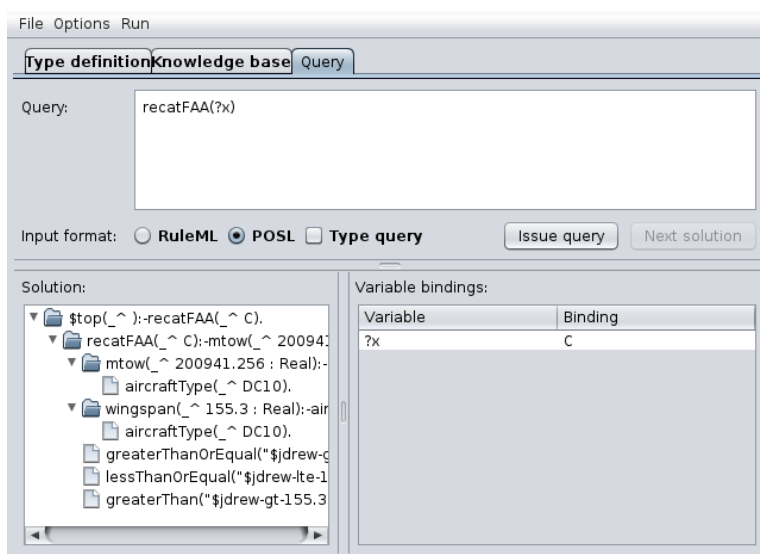 File Options Run
Type definition Knowledge base Query
Query: recatFAA(?x)
Input format: RuleML POSL Type query Issue query Next solution
Solution:
$top(_^ ):-recatFAA(_^ C).
recatFAA(_^ C):-mtow(_^ 20094
mtow(_^ 200941.256 : Real):-
aircraftType(_^ DC10).
wingspan(_^ 155.3 : Real):-air
aircraftType(_^ DC10).
greaterThanOrEqual("$jdrew-g
lessThanOrEqual("$jdrew-lte-1
greaterThan("$jdrew-gt-155.3
Variable bindings:
Variable Binding
?x C